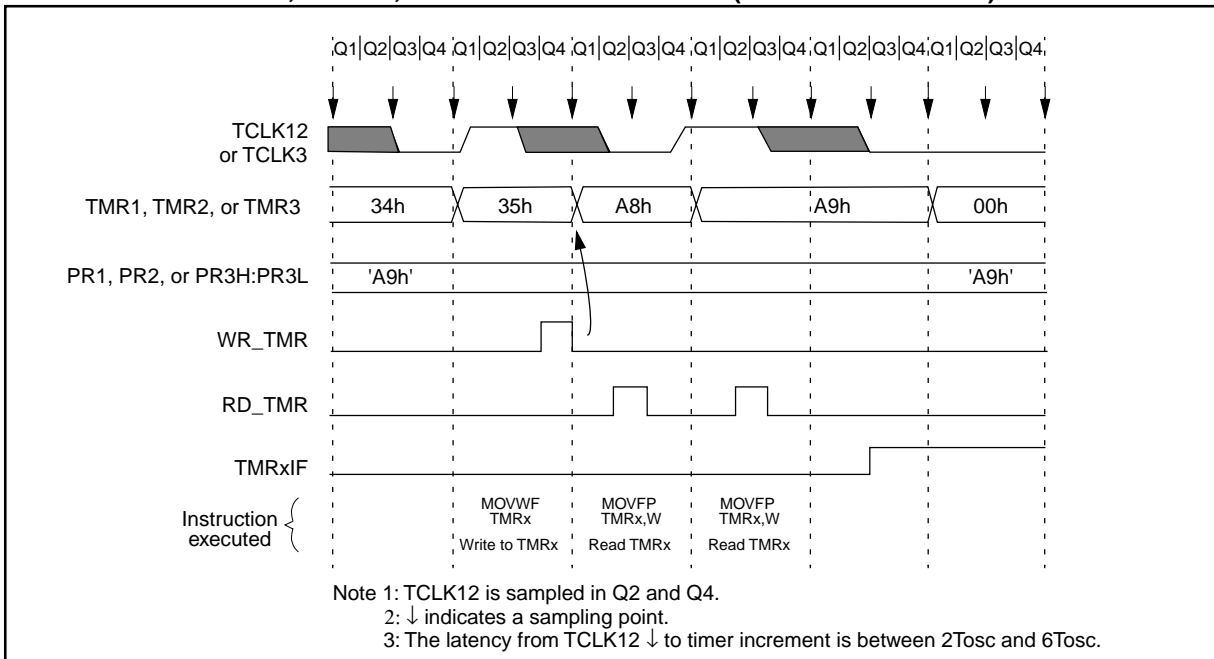 Q1|Q2|Q3|Q4 Q1|Q2|Q3|Q4 Q1|Q2|Q3|Q4 Q1|Q2|Q3|Q4 Q1|Q2|Q3|Q4 Q1|Q2|Q3|Q4
TCLK12
or TCLK3
TMR1, TMR2, or TMR3
34h 35h A8h A9h 00h
PR1, PR2, or PR3H:PR3L
'A9h' 'A9h'
WR_TMR
RD_TMR
TMRxIF
Instruction
executed
MOVWF
TMRx
Write to TMRx
MOVFP
TMRx,W
Read TMRx
MOVFP
TMRx,W
Read TMRx
Note 1: TCLK12 is sampled in Q2 and Q4.
2: ↓ indicates a sampling point.
3: The latency from TCLK12 ↓ to timer increment is between 2Tosc and 6Tosc.